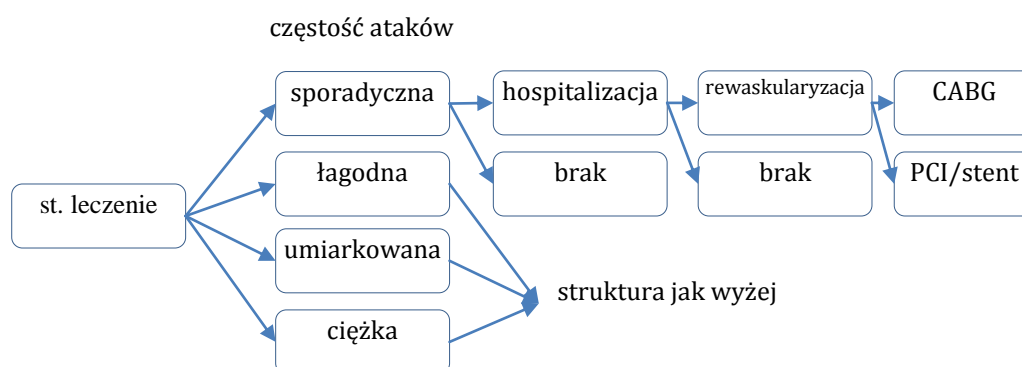 częstość ataków
sporadyczna
hospitalizacja
rewaskularyzacja
CABG
łagodna
brak
brak
PCI/stent
st. leczenie
umiarkowana
struktura jak wyżej
ciężka